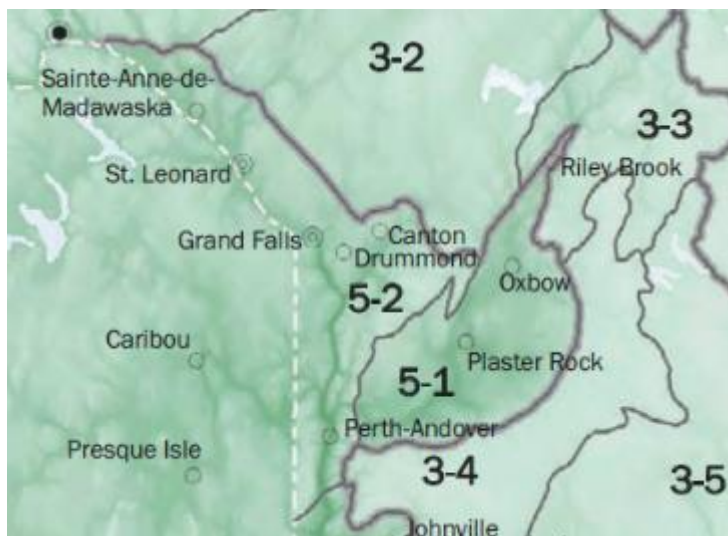 3-2
Sainte-Anne-de-
Madawaska
3-3
St. Leonard
Riley Brook
Grand Falls
Canton
Drummond
Oxbow
5-2
Caribou
Plaster Rock
5-1
Perth-Andover
Presque Isle
3-4
3-5
Johnville